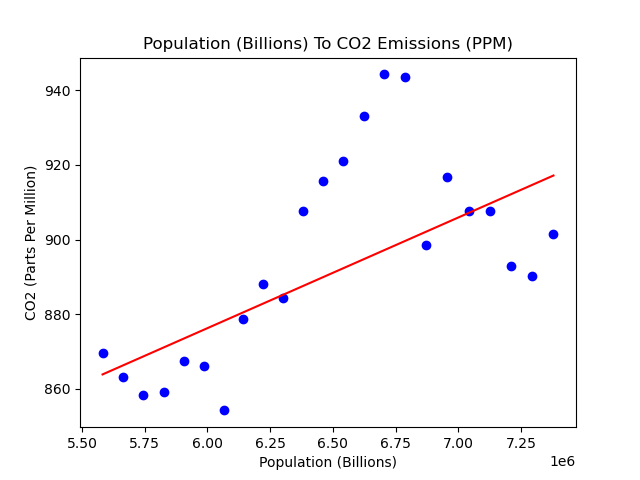 Population (Billions) To CO2 Emissions (PPM)
CO2 (Parts Per Million)
940
920
900
880
860
5.50 5.75 6.00 6.25 6.50 6.75 7.00 7.25
1e6
Population (Billions)